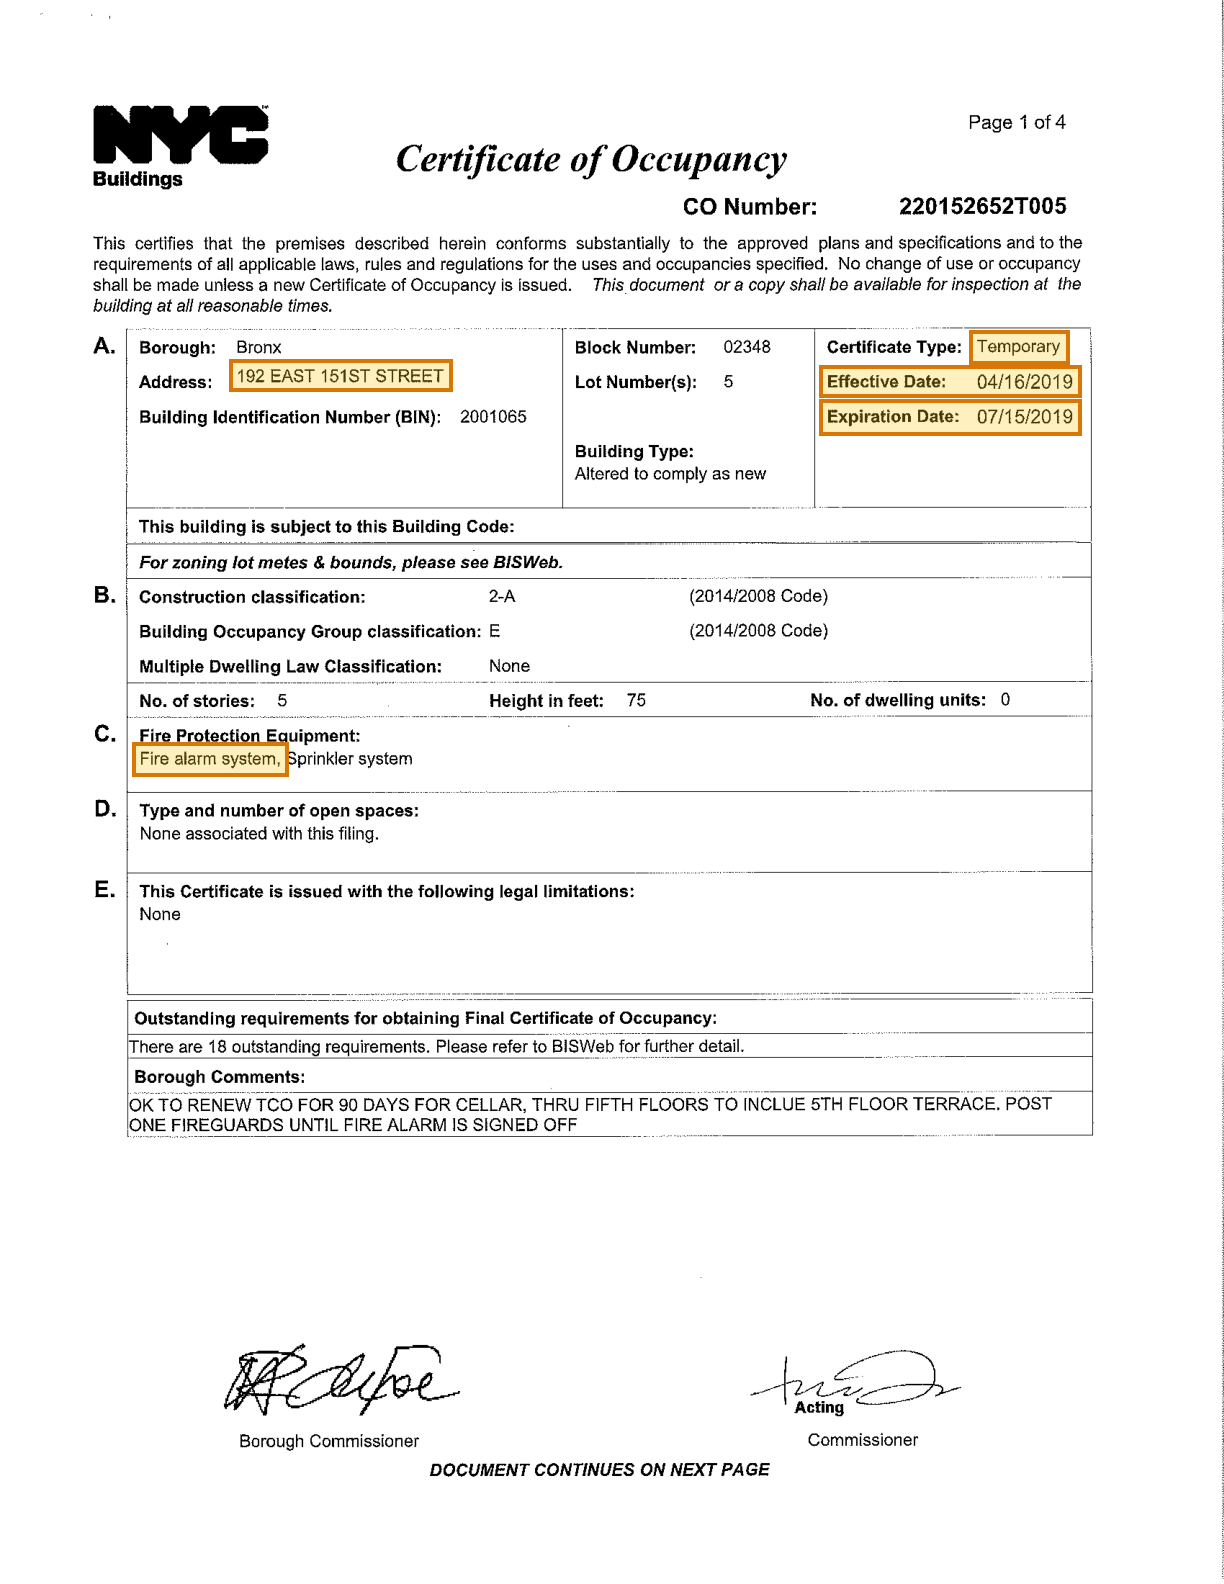 Page 1 of 4
NYC
Buildings
Certificate of Occupancy
CO Number: 220152652T005
This certifies that the premises described herein conforms substantially to the approved plans and specifications and to the
requirements of all applicable laws, rules and regulations for the uses and occupancies specified. No change of use or occupancy
shall be made unless a new Certificate of Occupancy is issued. This document or a copy shall be available for inspection at the
building at all reasonable times.
A. Borough: Bronx
Address: 192 EAST 151ST STREET
Building Identification Number (BIN): 2001065
Block Number: 02348
Lot Number(s): 5
Building Type:
Altered to comply as new
Certificate Type: Temporary
Effective Date: 04/16/2019
Expiration Date: 07/15/2019
This building is subject to this Building Code:
For zoning lot metes & bounds, please see BISWeb.
B. Construction classification: 2-A (2014/2008 Code)
Building Occupancy Group classification: E (2014/2008 Code)
Multiple Dwelling Law Classification: None
No. of stories: 5 Height in feet: 75 No. of dwelling units: 0
C. Fire Protection Equipment:
Fire alarm system, Sprinkler system
D. Type and number of open spaces:
None associated with this filing.
E. This Certificate is issued with the following legal limitations:
None
Outstanding requirements for obtaining Final Certificate of Occupancy:
There are 18 outstanding requirements. Please refer to BISWeb for further detail.
Borough Comments:
OK TO RENEW TCO FOR 90 DAYS FOR CELLAR, THRU FIFTH FLOORS TO INCLUE 5TH FLOOR TERRACE. POST
ONE FIREGUARDS UNTIL FIRE ALARM IS SIGNED OFF
Acting
Borough Commissioner
Commissioner
DOCUMENT CONTINUES ON NEXT PAGE